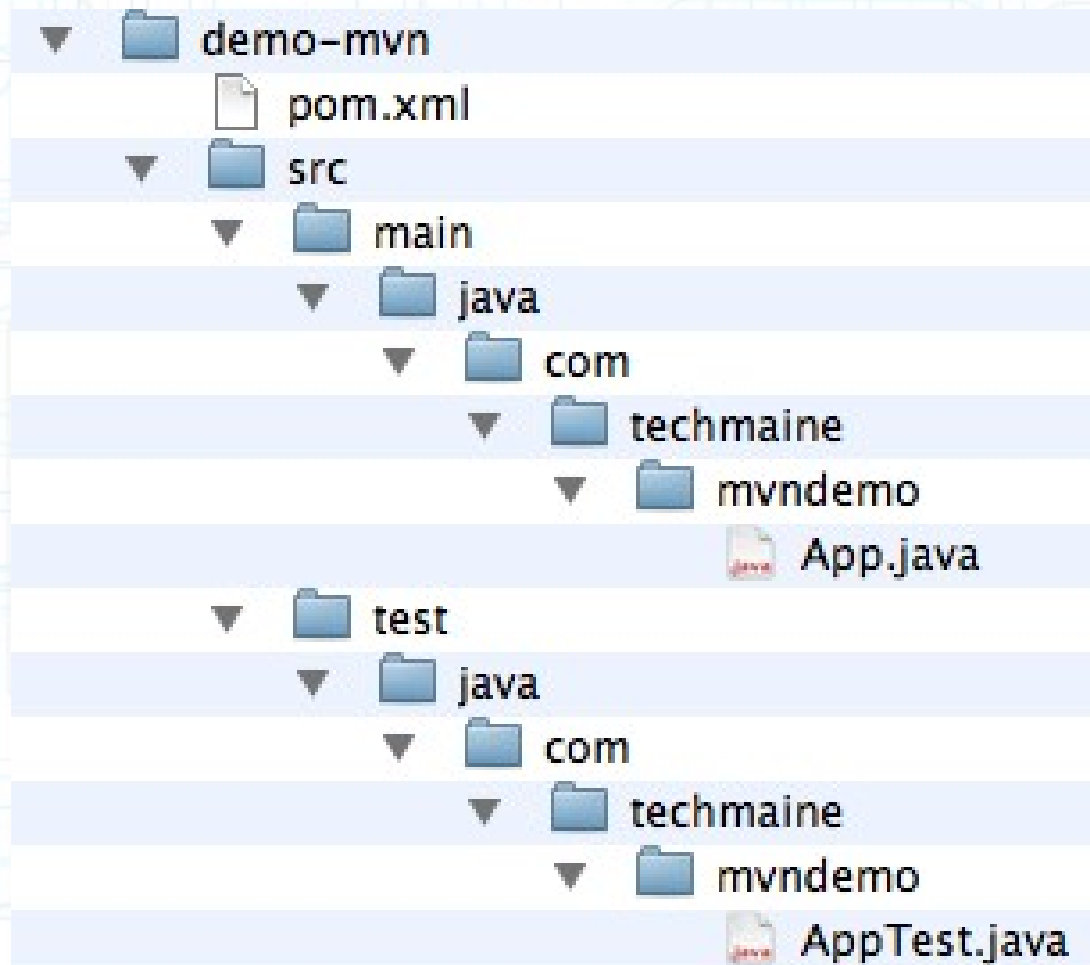 demo-mvn
pom.xml
src
main
java
com
techmaine
mvndemo
App.java
test
java
com
techmaine
mvndemo
AppTest.java